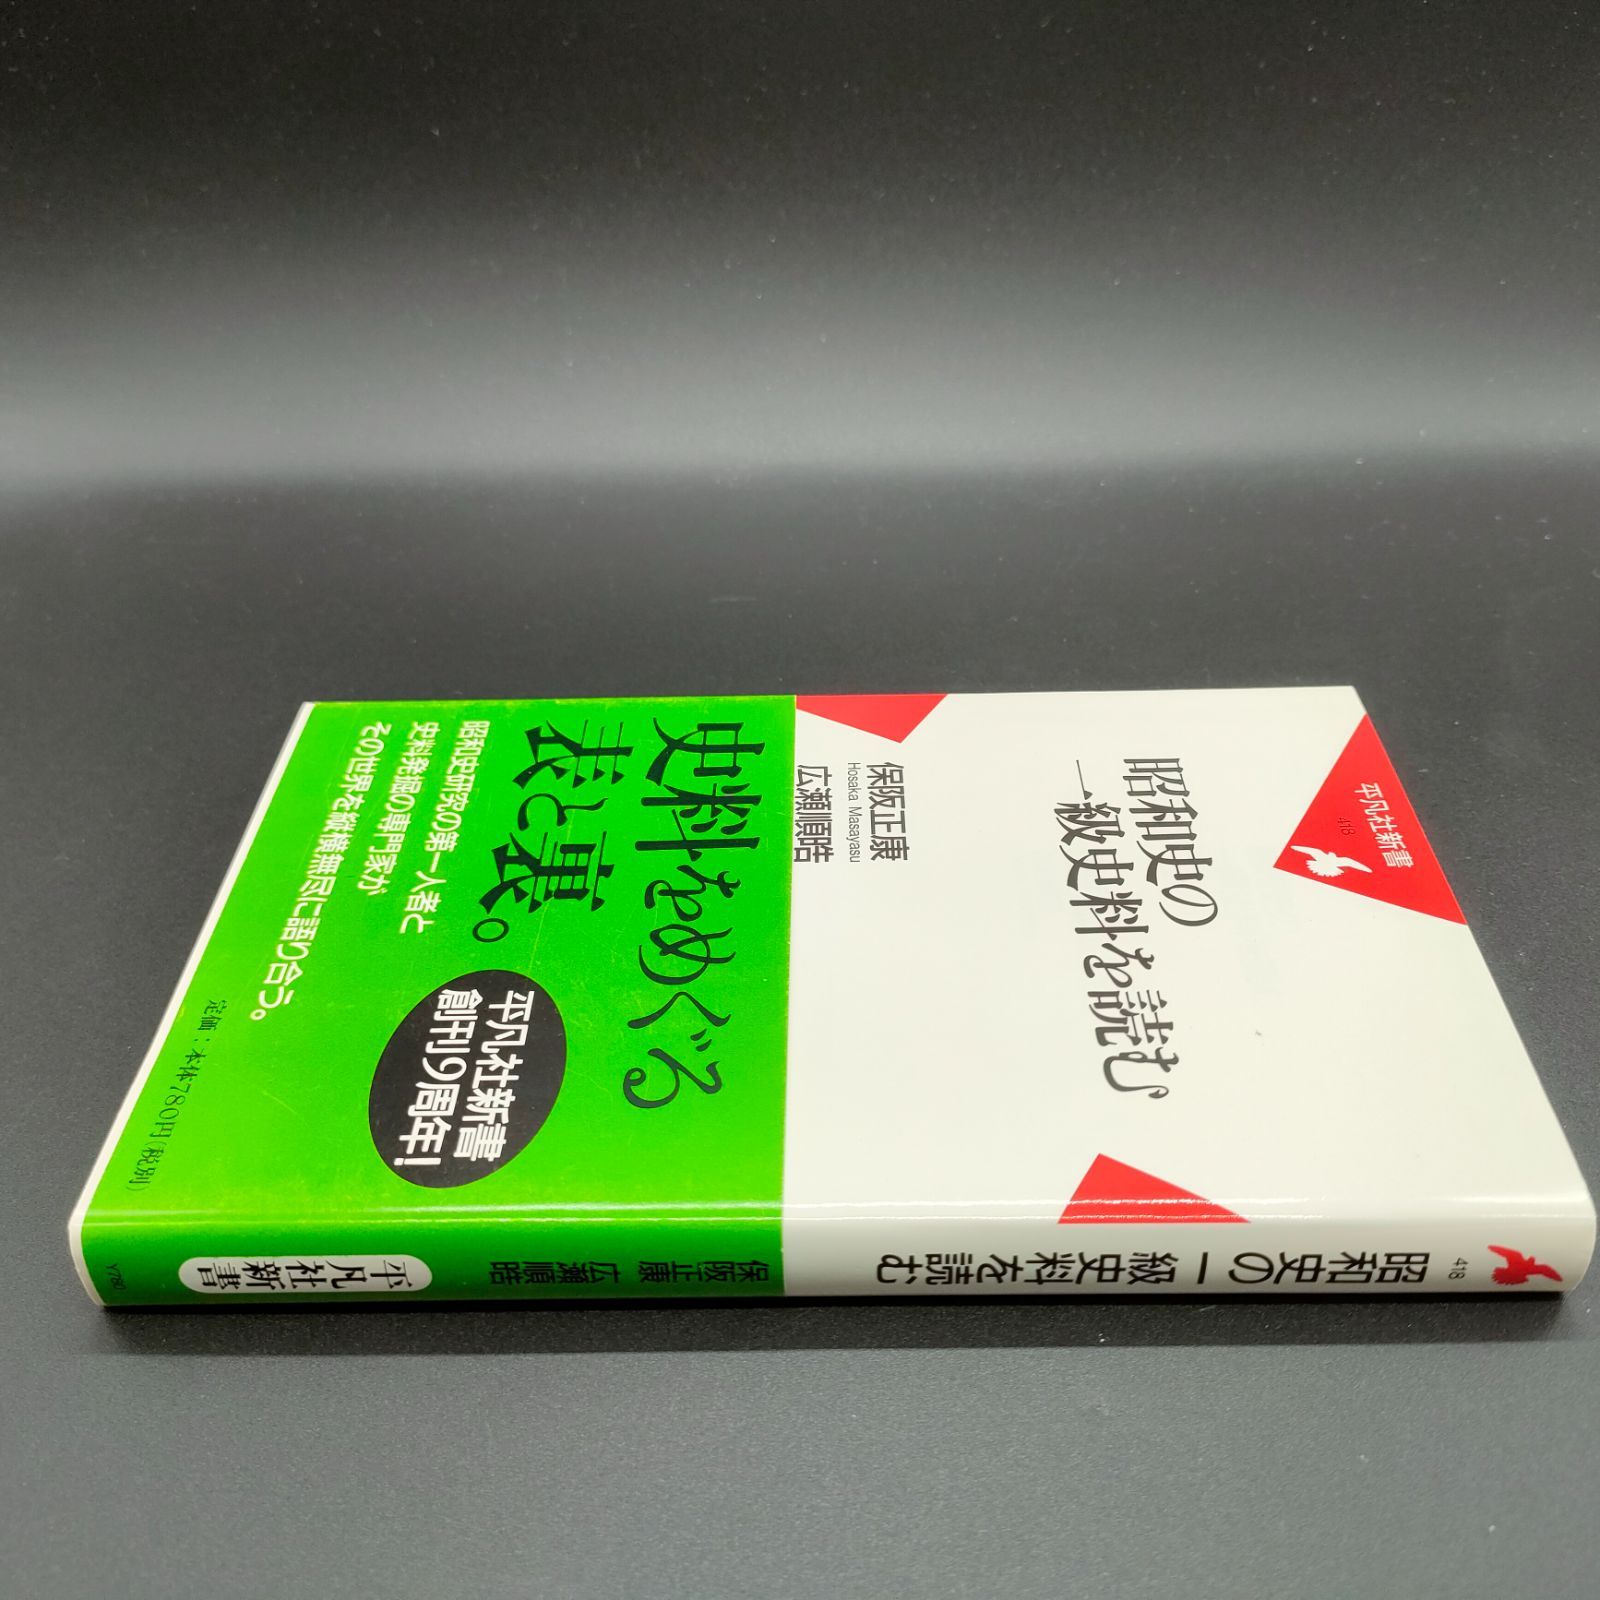 平凡社新書
418
昭和史の
一級史料を読む
保阪正康
Hosaka Masayasu
広瀬順晧
史料をめぐる
表と裏。
昭和史研究の第一人者と
史料発掘の専門家が
その世界を縦横無尽に語り合う。
平凡社新書
創刊9周年!
定価:本体780円(税別)
418
昭和史の一級史料を読む
保阪正康 広瀬順晧
平凡社新書
Y780